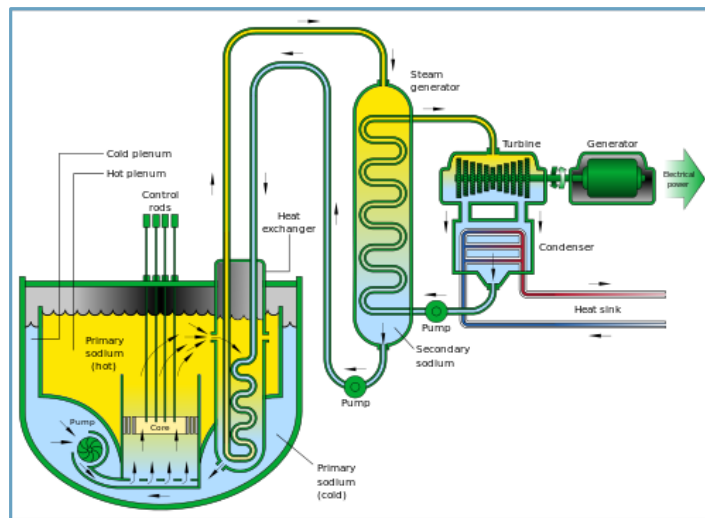 Steam
generator
Cold plenum
Hot plenum
Control
rods
Heat
exchanger
Turbine
Generator
Electrical
power
Condenser
Heat sink
Pump
Secondary
sodium
Pump
Primary
sodium
(hot)
Pump
Core
Primary
sodium
(cold)